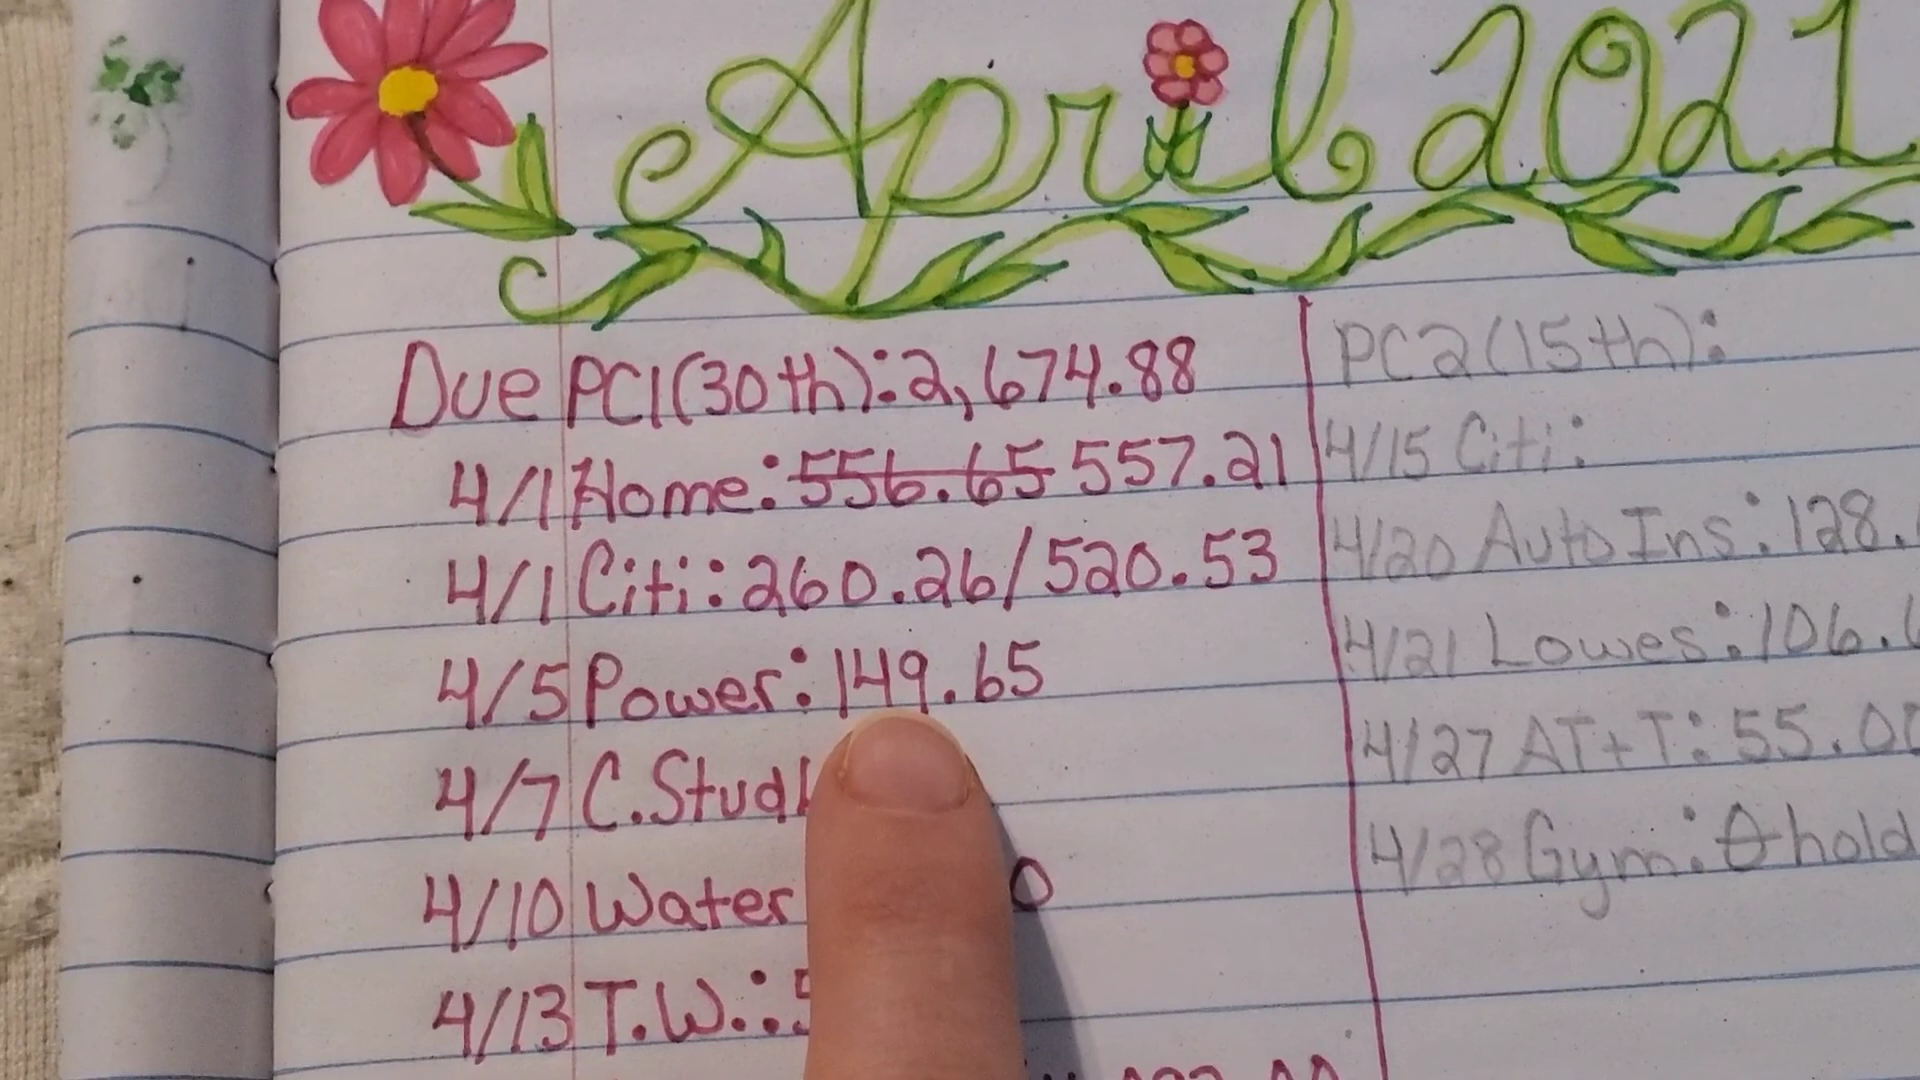 April 2021
Due PC1(30th): 2,674.88
4/1 Home: 556.65 557.21
4/1 Citi: 260.26/520.53
4/5 Power: 149.65
4/7 C.
4/10 Water 0
4/13 T.W.: 5
PC2(15th):
4/15 Citi:
4/20 Auto Ins: 128.
4/21 Lowes: 106.
4/27 AT+T: 55.0
4/28 Gym: 0 hold